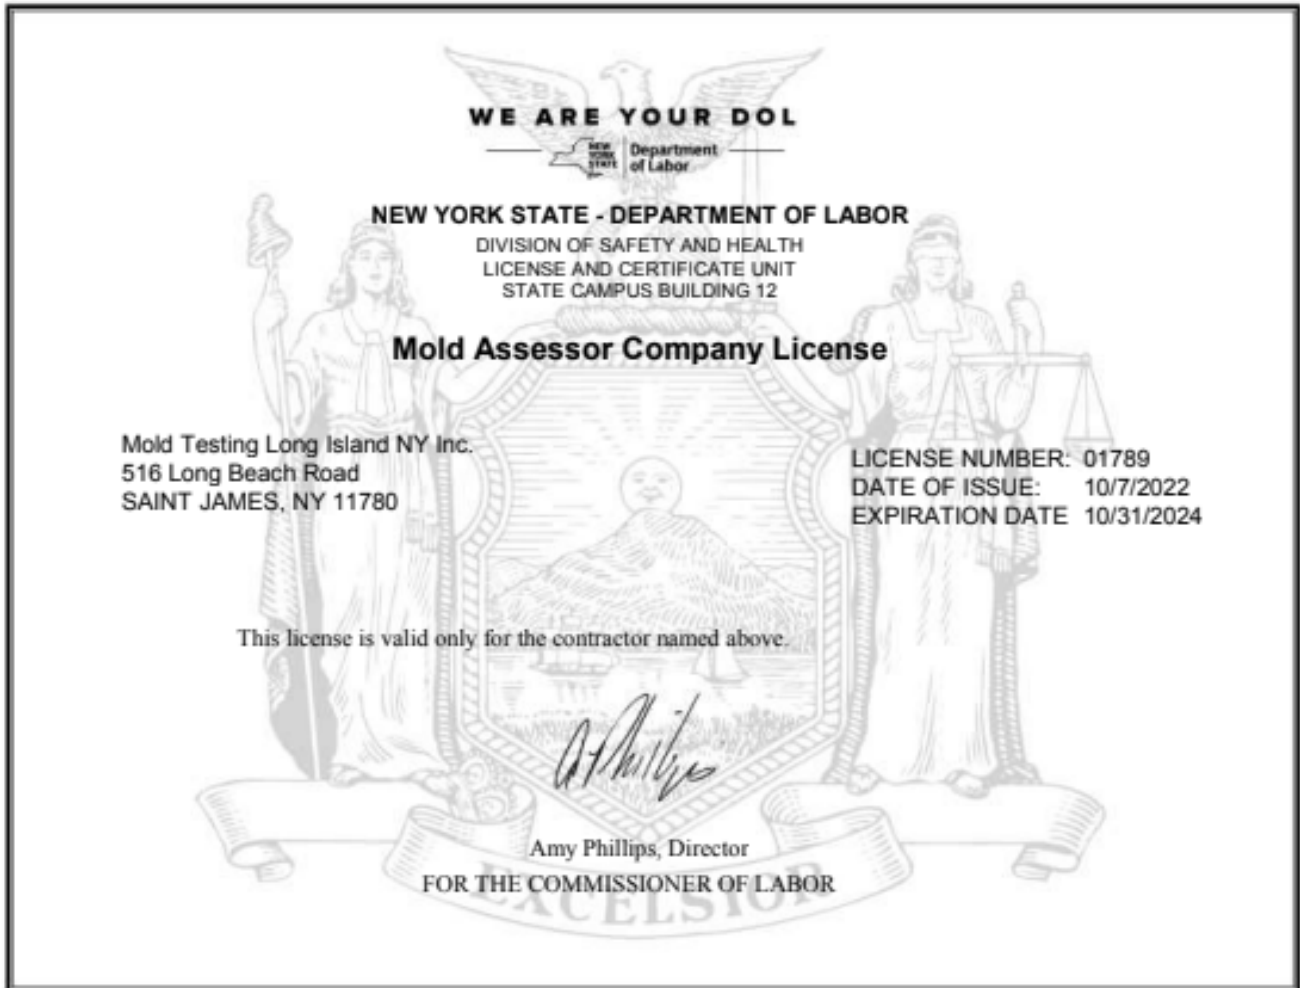 WE ARE YOUR DOL
NEW YORK STATE
Department of Labor
NEW YORK STATE - DEPARTMENT OF LABOR
DIVISION OF SAFETY AND HEALTH
LICENSE AND CERTIFICATE UNIT
STATE CAMPUS BUILDING 12
Mold Assessor Company License
Mold Testing Long Island NY Inc.
516 Long Beach Road
SAINT JAMES, NY 11780
LICENSE NUMBER: 01789
DATE OF ISSUE: 10/7/2022
EXPIRATION DATE 10/31/2024
This license is valid only for the contractor named above.
A Phillips
Amy Phillips, Director
FOR THE COMMISSIONER OF LABOR
EXCELSIOR